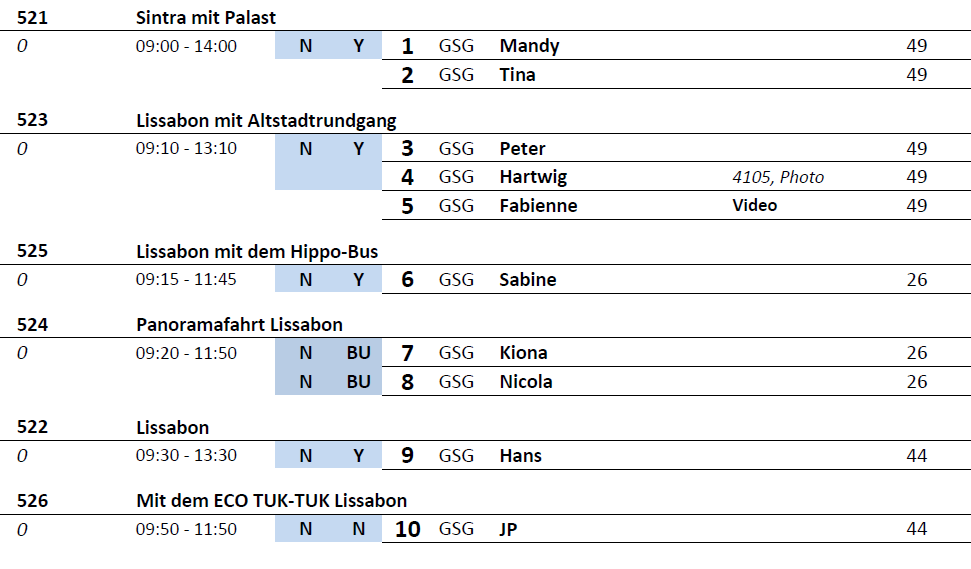 521 Sintra mit Palast
0 09:00 - 14:00 N Y 1 GSG Mandy 49
2 GSG Tina 49
523 Lissabon mit Altstadtrundgang
0 09:10 - 13:10 N Y 3 GSG Peter 49
4 GSG Hartwig 4105, Photo 49
5 GSG Fabienne Video 49
525 Lissabon mit dem Hippo-Bus
0 09:15 - 11:45 N Y 6 GSG Sabine 26
524 Panoramafahrt Lissabon
0 09:20 - 11:50 N BU 7 GSG Kiona 26
N BU 8 GSG Nicola 26
522 Lissabon
0 09:30 - 13:30 N Y 9 GSG Hans 44
526 Mit dem ECO TUK-TUK Lissabon
0 09:50 - 11:50 N N 10 GSG JP 44